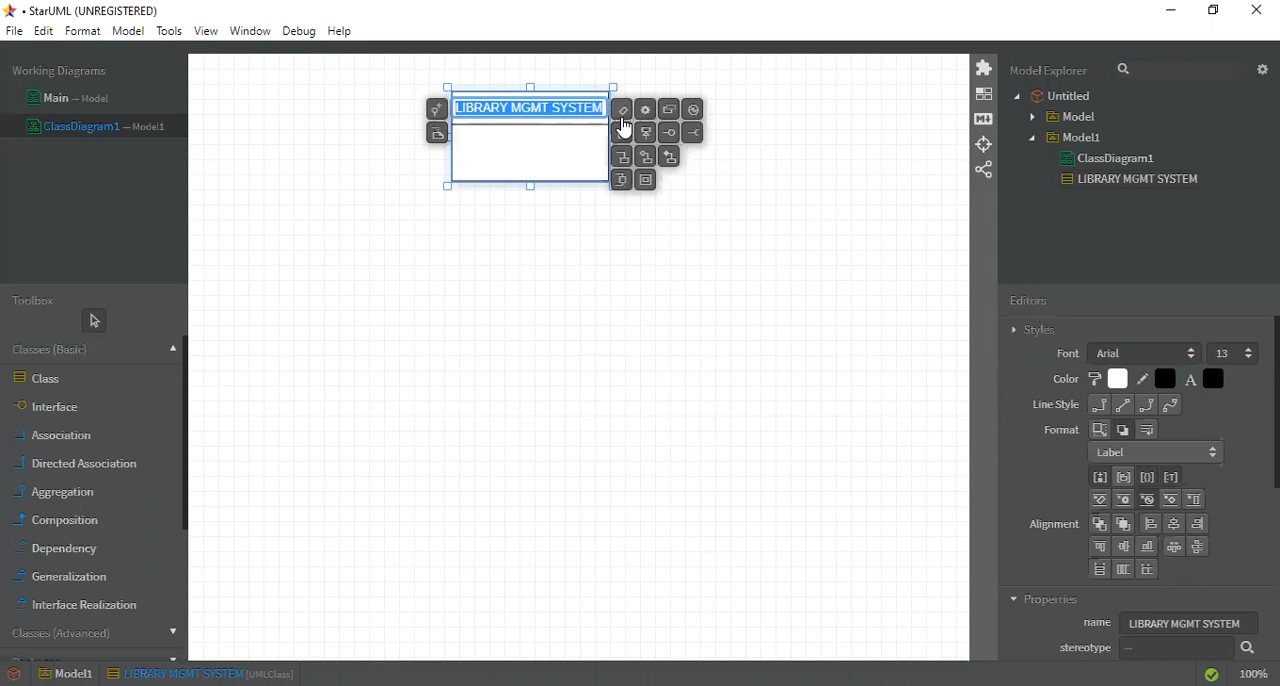 • StarUML (UNREGISTERED)
File Edit Format Model Tools View Window Debug Help
Working Diagrams
Main — Model
ClassDiagram1 — Model1
Toolbox
Classes (Basic)
Class
Interface
Association
Directed Association
Aggregation
Composition
Dependency
Generalization
Interface Realization
Classes (Advanced)
LIBRARY MGMT SYSTEM
Model Explorer
Untitled
Model
Model1
ClassDiagram1
LIBRARY MGMT SYSTEM
Editors
Styles
Font Arial 13
Color A
Line Style
Format
Label
Alignment
Properties
name LIBRARY MGMT SYSTEM
stereotype —
Model1 LIBRARY MGMT SYSTEM [UMLClass] 100%